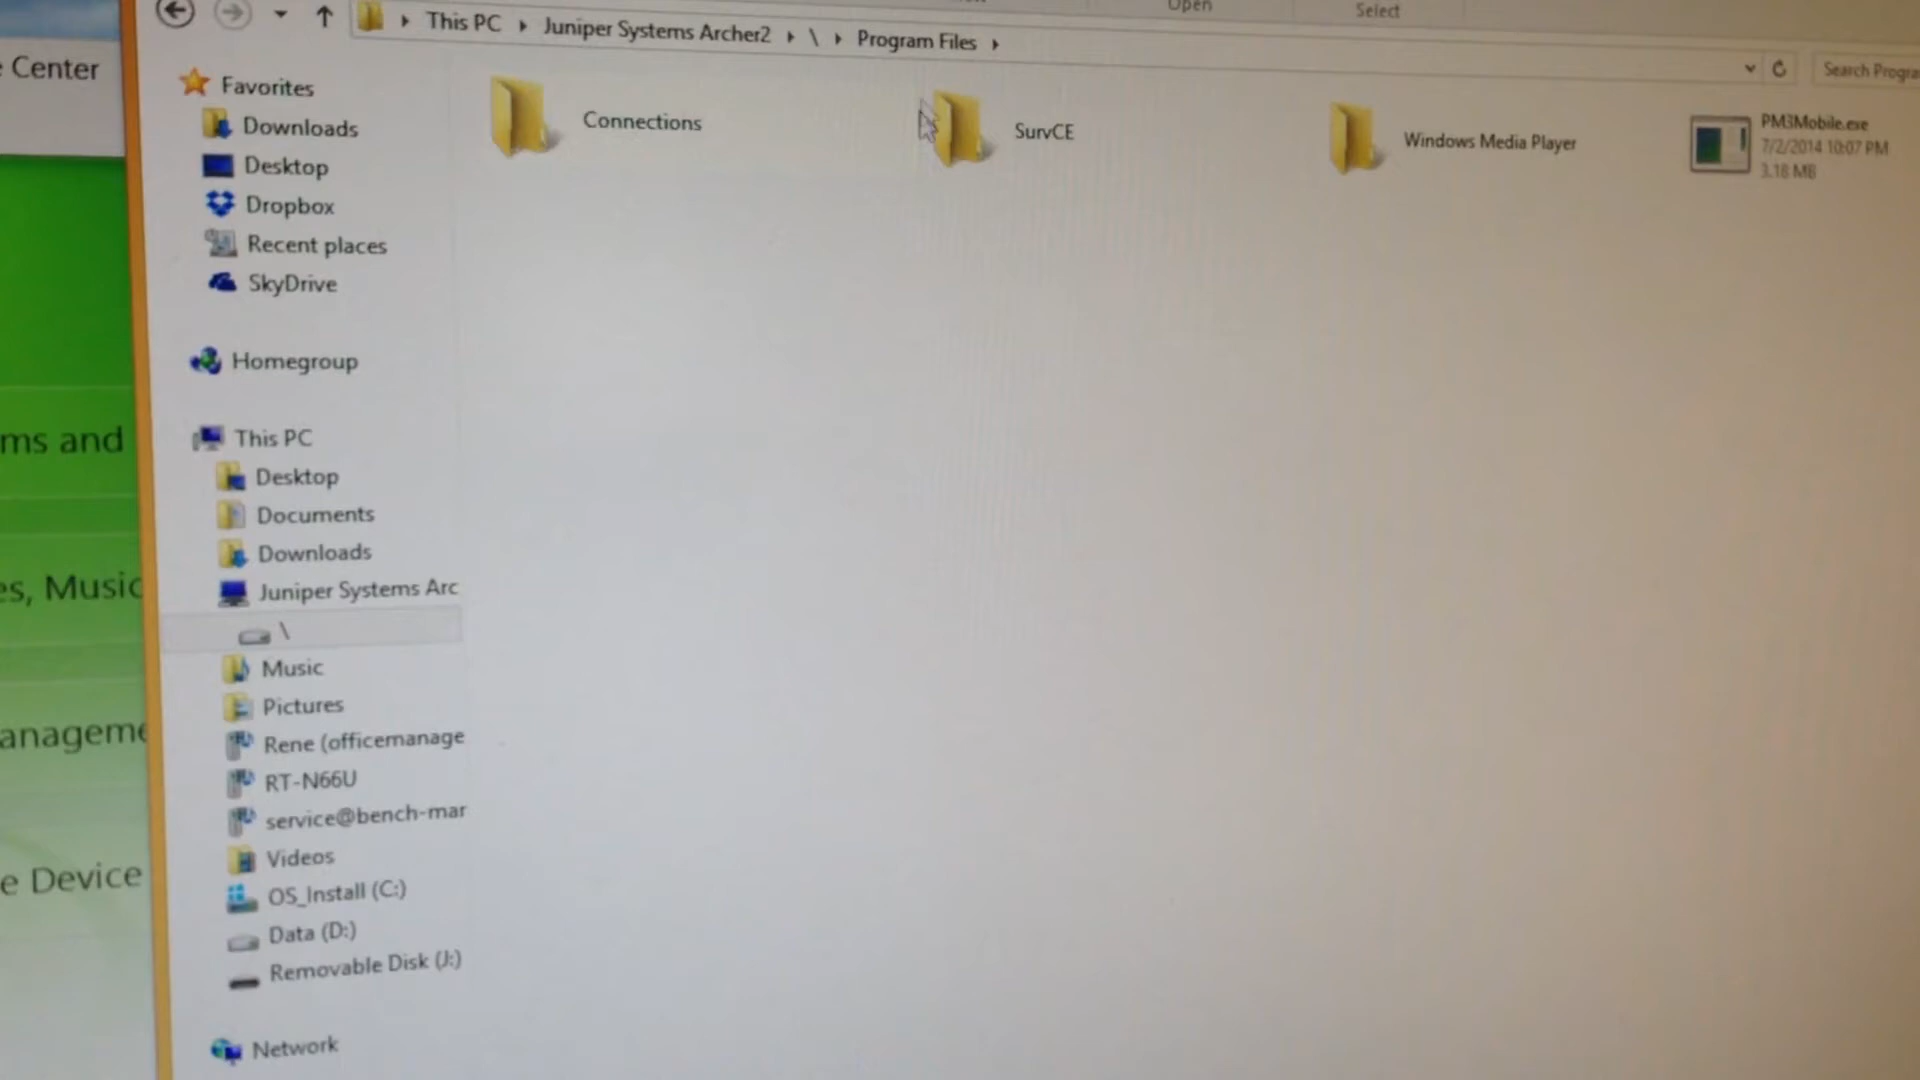 Open
Select
This PC
Juniper Systems Archer2
\
Program Files
Search Progra
Center
ms and
es, Music
anageme
e Device
Favorites
Downloads
Desktop
Dropbox
Recent places
SkyDrive
Homegroup
This PC
Desktop
Documents
Downloads
Juniper Systems Arc
\
Music
Pictures
Rene (officemanage
RT-N66U
service@bench-mar
Videos
OS_Install (C:)
Data (D:)
Removable Disk (J:)
Network
Connections
SurvCE
Windows Media Player
PM3Mobile.exe
7/2/2014 10:07 PM
3.18 MB